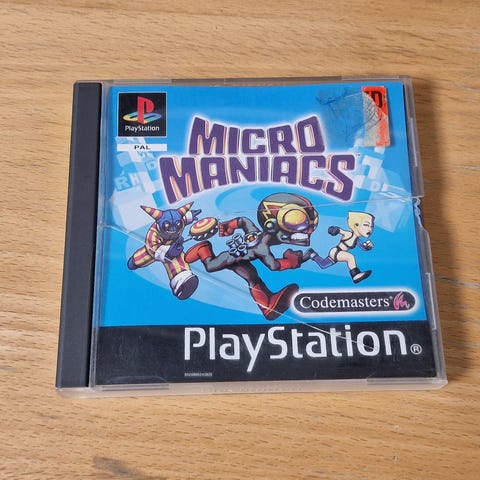 PlayStation
PAL
MICRO
MANIACS
Codemasters
PlayStation®